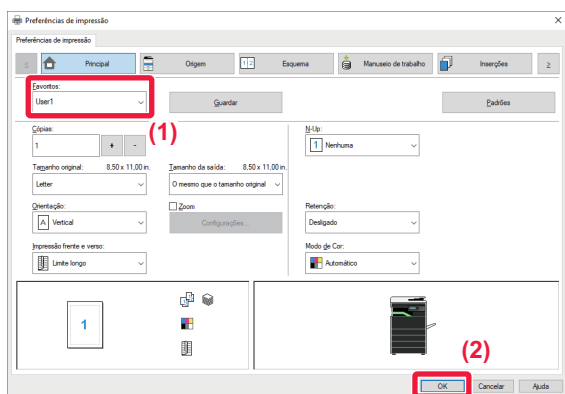 Preferências de impressão
Preferências de impressão
Principal Origem 1 2 Esquema Manuseio de trabalho Inserções
Favoritos:
User1 Guardar Padrões
(1)
Cópias: N-Up:
1 + - 1 Nenhuma
Tamanho original: 8,50 x 11,00 in. Tamanho da saída: 8,50 x 11,00 in.
Letter O mesmo que o tamanho original
Orientação: Zoom Retenção:
A Vertical Configurações... Desligado
Impressão frente e verso: Modo de Cor:
Limite longo Automático
1
(2)
OK Cancelar Ajuda